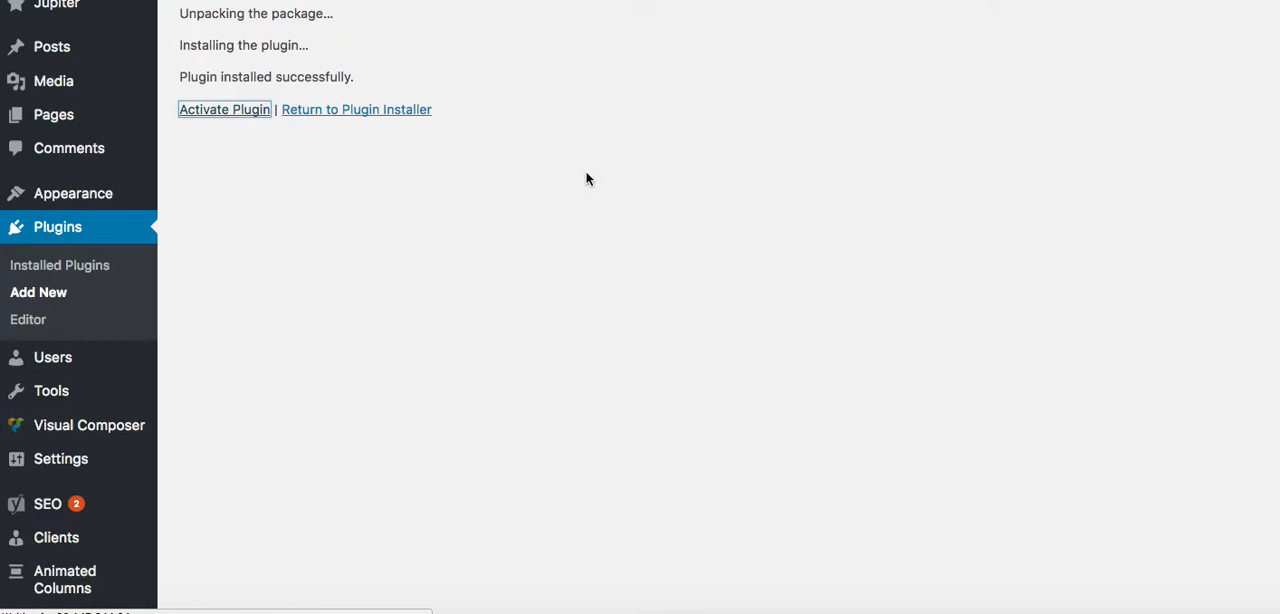 Jupiter
Unpacking the package...
Installing the plugin...
Plugin installed successfully.
Activate Plugin | Return to Plugin Installer
Posts
Media
Pages
Comments
Appearance
Plugins
Installed Plugins
Add New
Editor
Users
Tools
Visual Composer
Settings
SEO 2
Clients
Animated
Columns